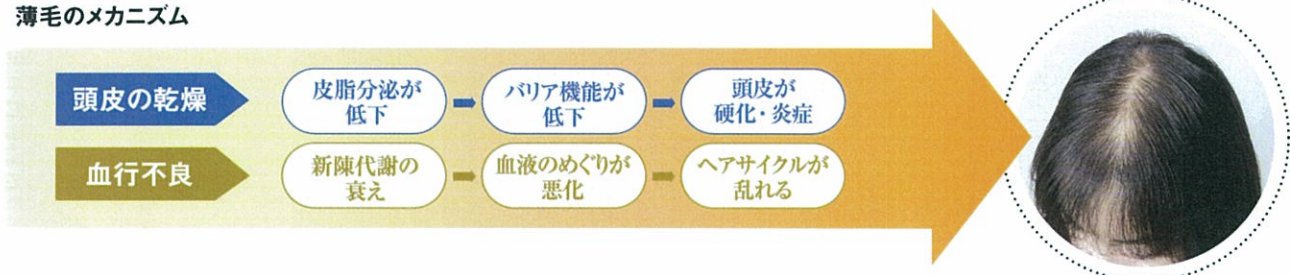 薄毛のメカニズム
頭皮の乾燥
皮脂分泌が
低下
バリア機能が
低下
頭皮が
硬化・炎症
血行不良
新陳代謝の
衰え
血液のめぐりが
悪化
ヘアサイクルが
乱れる